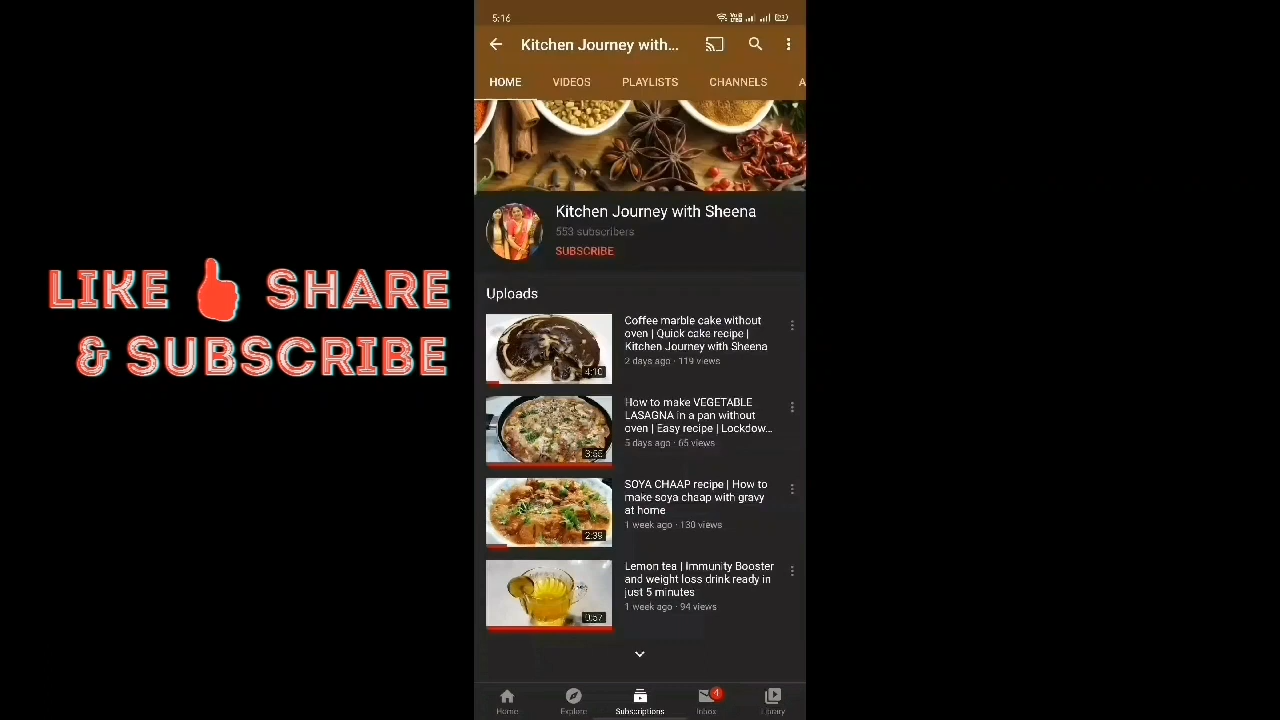 LIKE SHARE
& SUBSCRIBE
5:16
Kitchen Journey with...
HOME VIDEOS PLAYLISTS CHANNELS A
Kitchen Journey with Sheena
553 subscribers
SUBSCRIBE
Uploads
4:10
Coffee marble cake without
oven | Quick cake recipe |
Kitchen Journey with Sheena
2 days ago · 119 views
How to make VEGETABLE
LASAGNA in a pan without
oven | Easy recipe | Lockdow...
5 days ago · 65 views
2:39
SOYA CHAAP recipe | How to
make soya chaap with gravy
at home
1 week ago · 130 views
0:57
Lemon tea | Immunity Booster
and weight loss drink ready in
just 5 minutes
1 week ago · 94 views
4
Home Explore Subscriptions Inbox Library